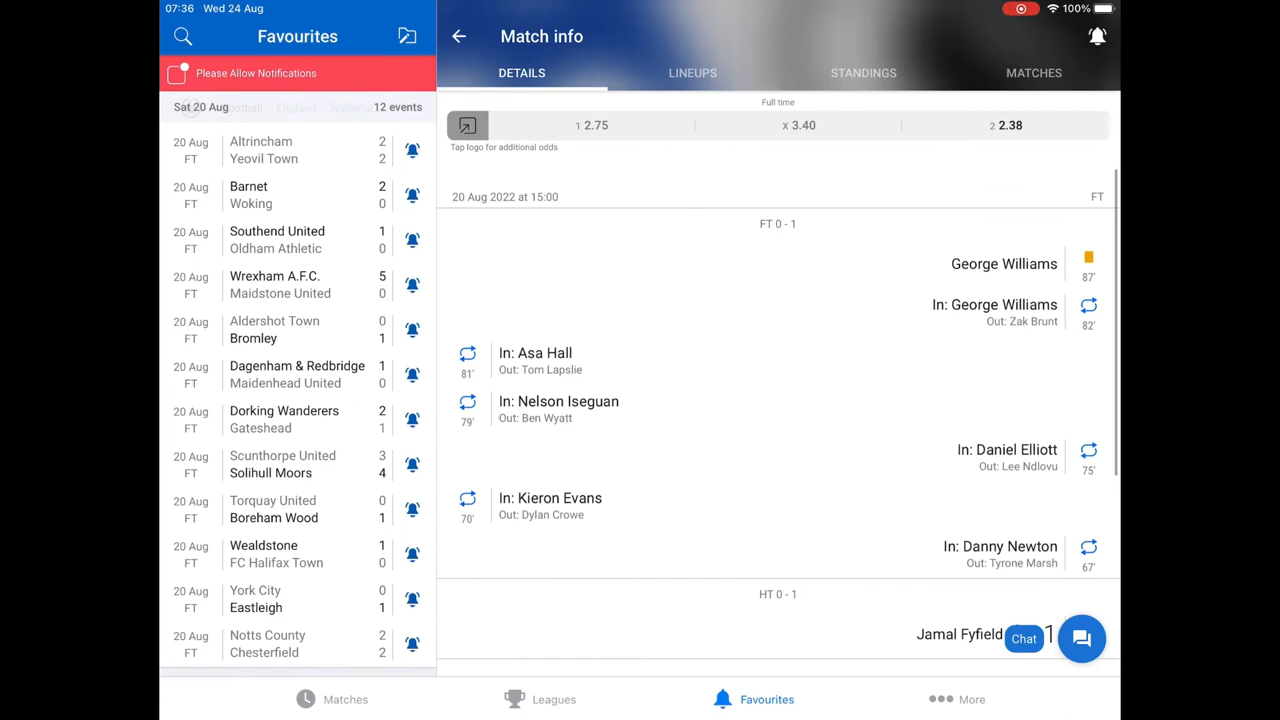 07:36 Wed 24 Aug
100%
Favourites
Please Allow Notifications
Sat 20 Aug
12 events
20 Aug Altrincham 2
FT Yeovil Town 2
20 Aug Barnet 2
FT Woking 0
20 Aug Southend United 1
FT Oldham Athletic 0
20 Aug Wrexham A.F.C. 5
FT Maidstone United 0
20 Aug Aldershot Town 0
FT Bromley 1
20 Aug Dagenham & Redbridge 1
FT Maidenhead United 0
20 Aug Dorking Wanderers 2
FT Gateshead 1
20 Aug Scunthorpe United 3
FT Solihull Moors 4
20 Aug Torquay United 0
FT Boreham Wood 1
20 Aug Wealdstone 1
FT FC Halifax Town 0
20 Aug York City 0
FT Eastleigh 1
20 Aug Notts County 2
FT Chesterfield 2
Match info
DETAILS LINEUPS STANDINGS MATCHES
Full time
1 2.75 X 3.40 2 2.38
Tap logo for additional odds
20 Aug 2022 at 15:00 FT
FT 0 - 1
George Williams
87'
In: George Williams
Out: Zak Brunt 82'
In: Asa Hall
81' Out: Tom Lapslie
In: Nelson Iseguan
79' Out: Ben Wyatt
In: Daniel Elliott
Out: Lee Ndlovu 75'
In: Kieron Evans
70' Out: Dylan Crowe
In: Danny Newton
Out: Tyrone Marsh 67'
HT 0 - 1
Jamal Fyfield
Chat
1
Matches Leagues Favourites More